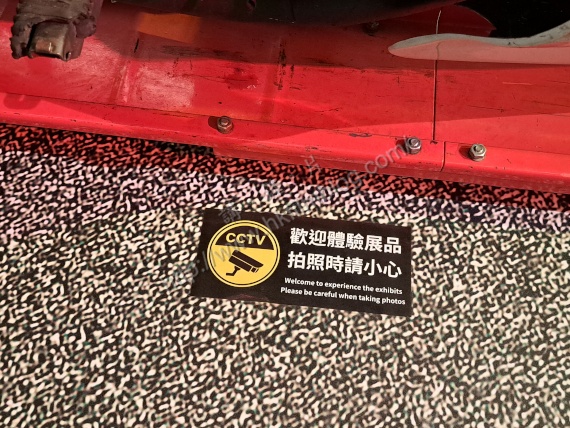 CCTV
歡迎體驗展品
拍照時請小心
Welcome to experience the exhibits
Please be careful when taking photos